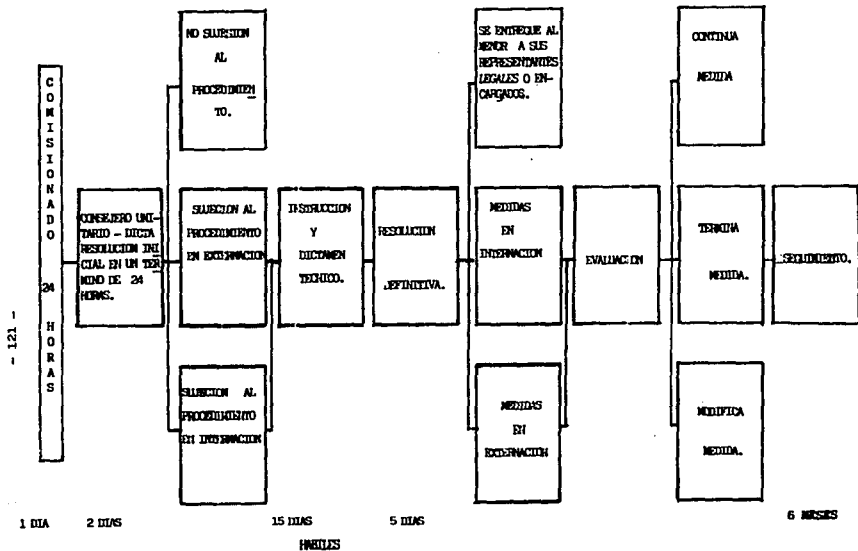 COMISIONADO
24
HORAS
CONSEJERO UNI-
TARIO - DICTA
RESOLUCION INI
CIAL EN UN TER
MINO DE 24
HORAS.
NO SUJESION
AL
PROCEDIMIEN
TO.
SUJECION AL
PROCEDIMIENTO
EN EXTERNACION
SUJECION AL
PROCEDIMIENTO
EN INTERNACION
INSTRUCCION
Y
DICTAMEN
TECNICO.
RESOLUCION
DEFINITIVA.
SE ENTREGUE AL
MENOR A SUS
REPRESENTANTES
LEGALES O EN-
CARGADOS.
MEDIDAS
EN
INTERNACION
MEDIDAS
EN
EXTERNACION
EVALUACION
CONTINUA
MEDIDA
TERMINA
MEDIDA.
MODIFICA
MEDIDA.
SEGUIMIENTO.
1 DIA 2 DIAS 15 DIAS 5 DIAS 6 MESES
HABILES
- 121 -